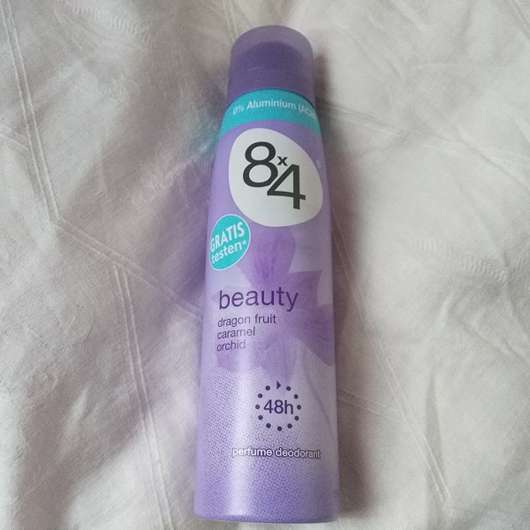 0% Aluminium
8x4
GRATIS
testen*
beauty
dragon fruit
caramel
orchid
48h
perfume deodorant